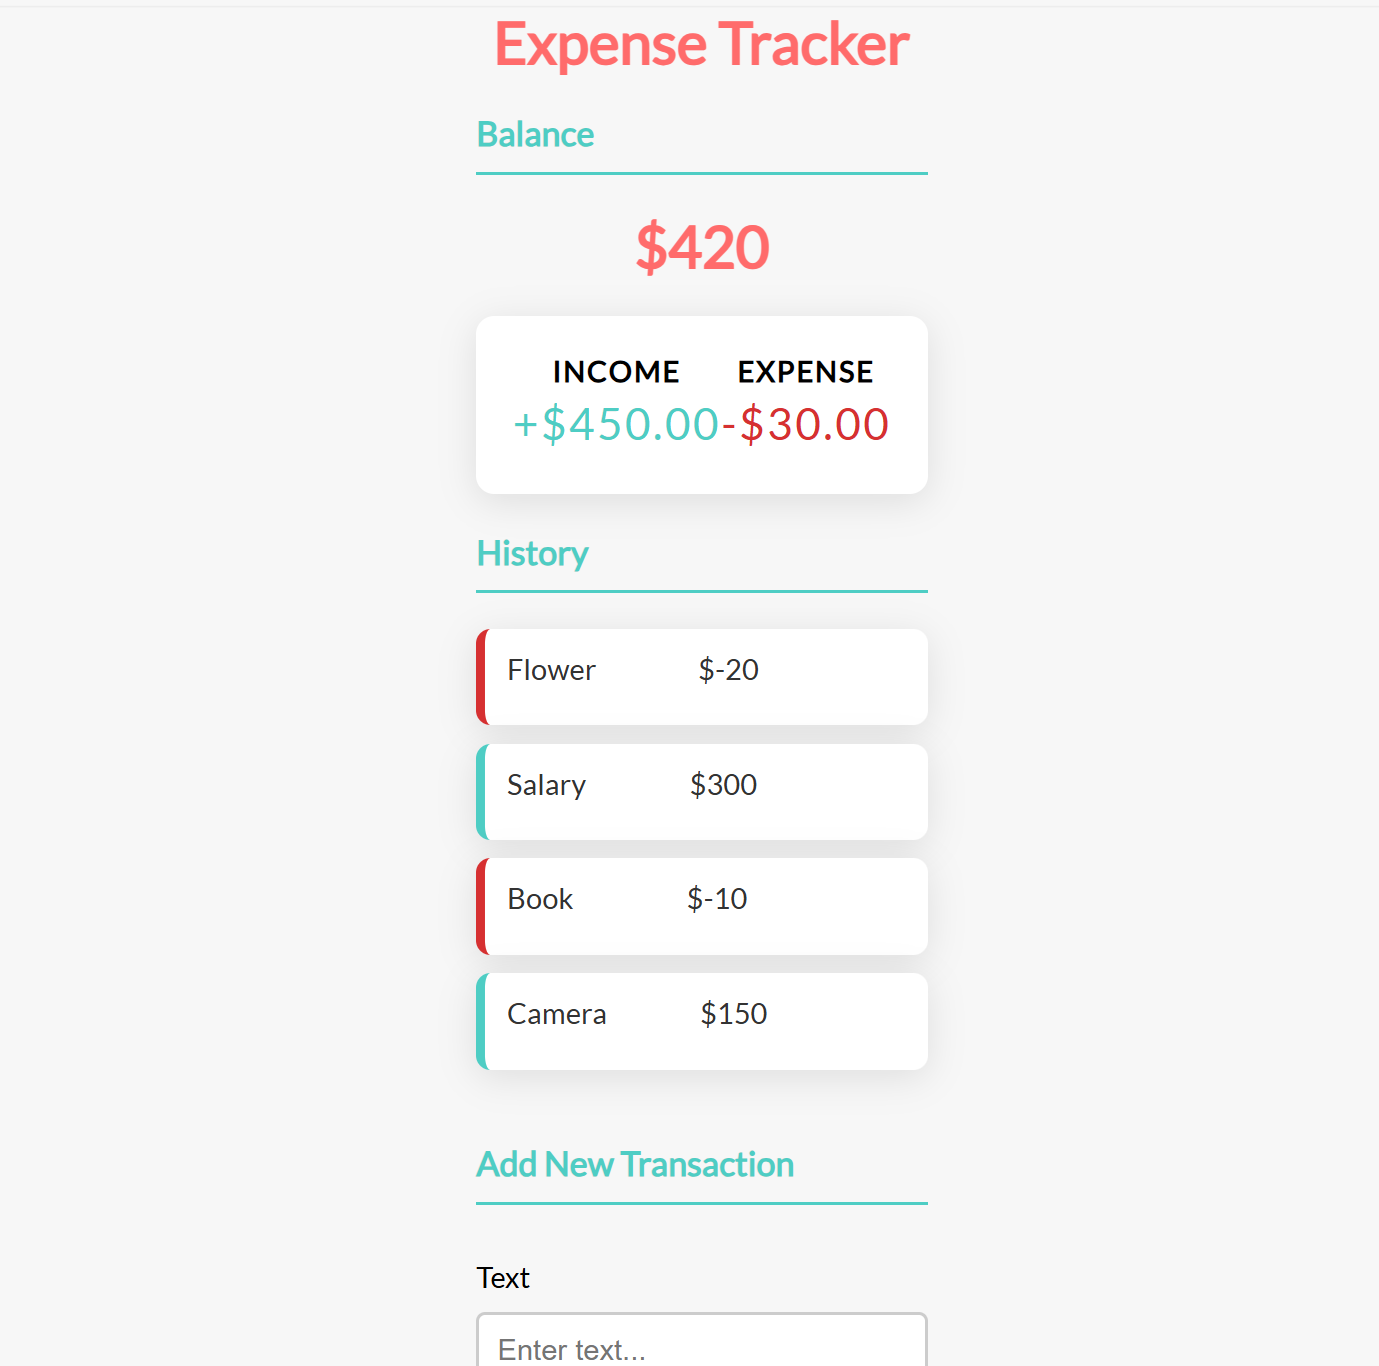 Expense Tracker
Balance
$420
INCOME EXPENSE
+$450.00 -$30.00
History
Flower $-20
Salary $300
Book $-10
Camera $150
Add New Transaction
Text
Enter text...